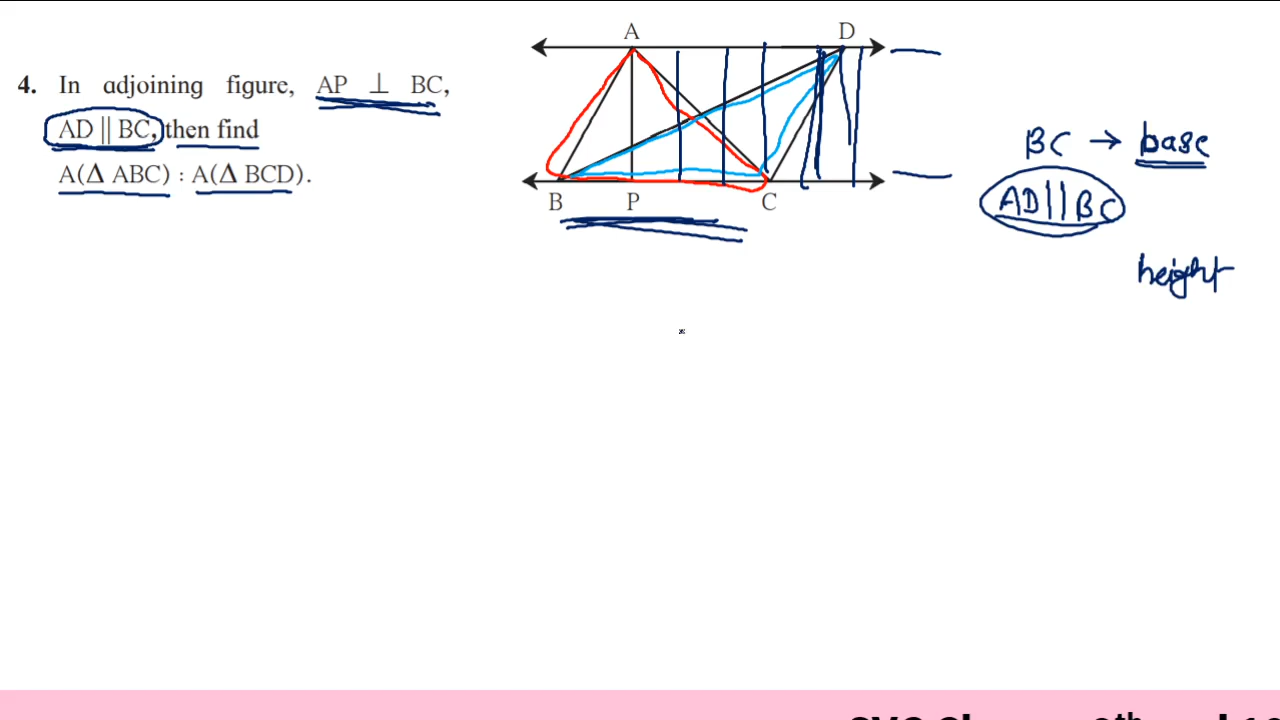 4. In adjoining figure, AP ⊥ BC,
AD || BC, then find
A(Δ ABC) : A(Δ BCD).
A D
B P C
BC → base
AD || BC
height